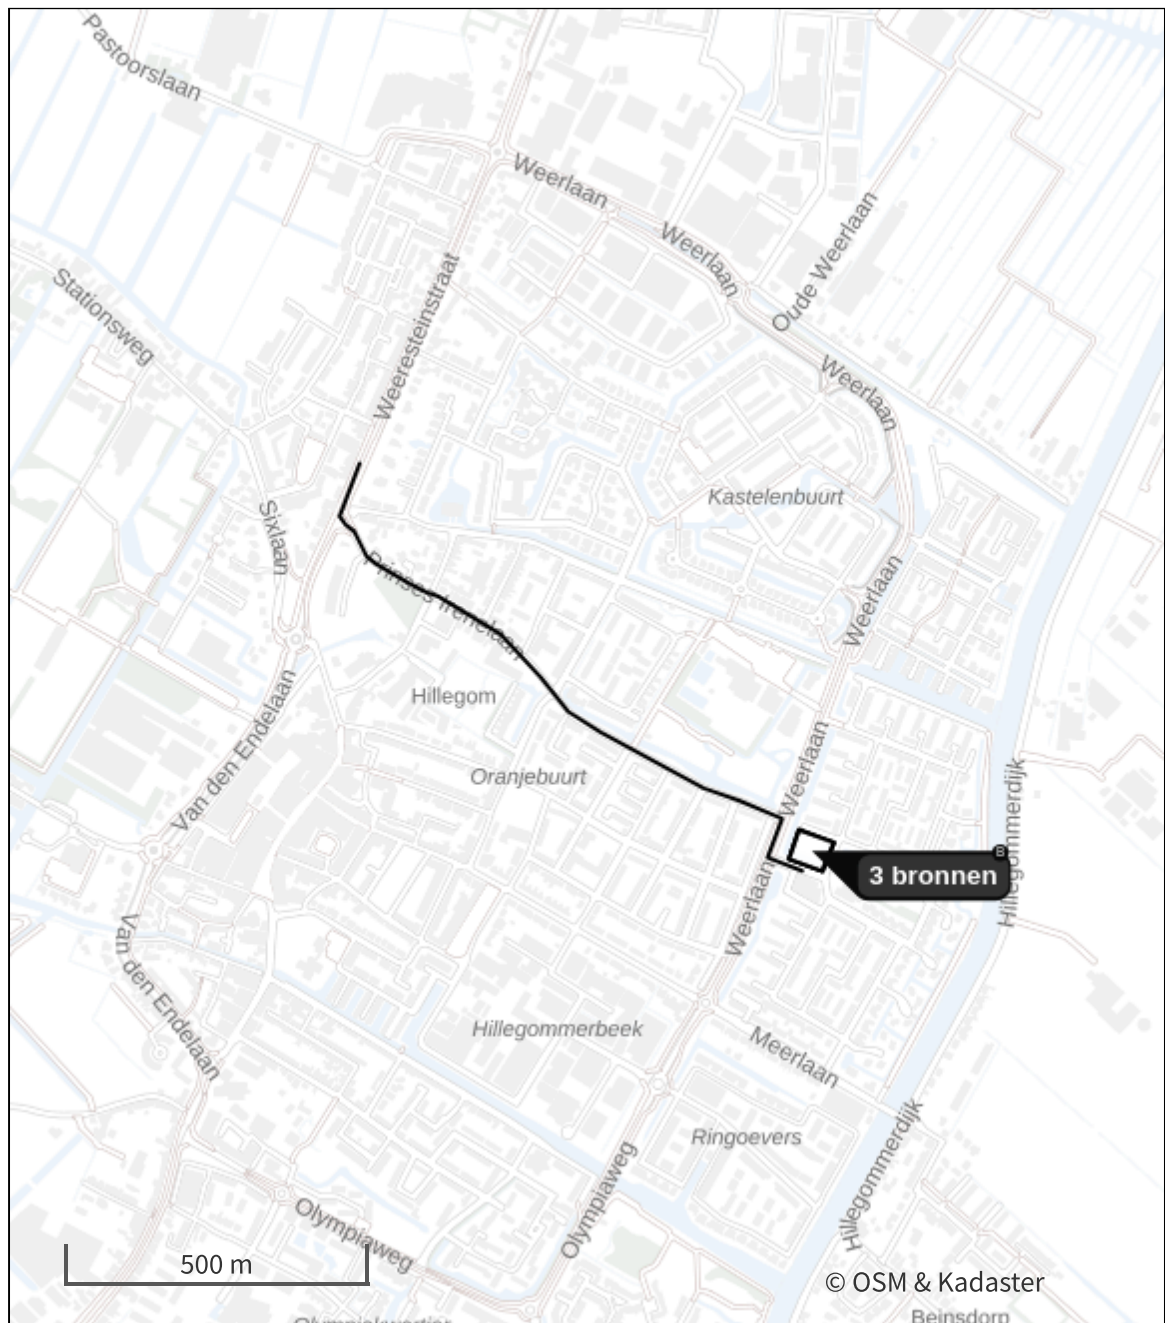 Pastoorslaan
Weerlaan
Weerlaan
Oude Weerlaan
Stationsweg
Weeresteinstraat
Weerlaan
Kastelenbuurt
Sixlaan
Prinses Irenelaan
Weerlaan
Hillegom
Van den Endelaan
Weerlaan
Oranjebuurt
Hillegommerdijk
B
3 bronnen
Weerlaan
Van den Endelaan
Hillegommerbeek
Meerlaan
Ringoevers
Hillegommerdijk
Olympiaweg
Olympiaweg
500 m
© OSM & Kadaster
Beinsdorp
Olympiakwartier